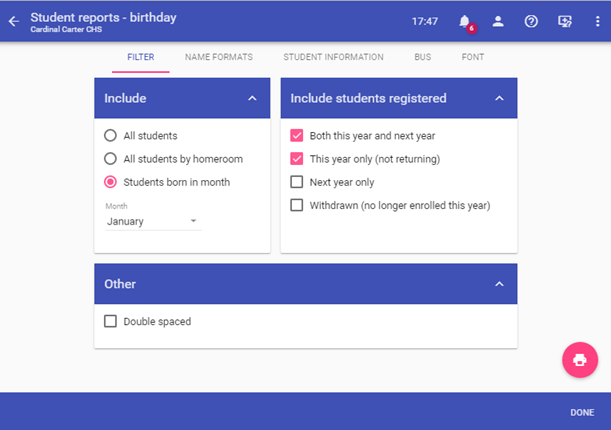 Student reports - birthday
Cardinal Carter CHS
17:47
6
FILTER
NAME FORMATS
STUDENT INFORMATION
BUS
FONT
Include
All students
All students by homeroom
Students born in month
Month
January
Include students registered
Both this year and next year
This year only (not returning)
Next year only
Withdrawn (no longer enrolled this year)
Other
Double spaced
DONE